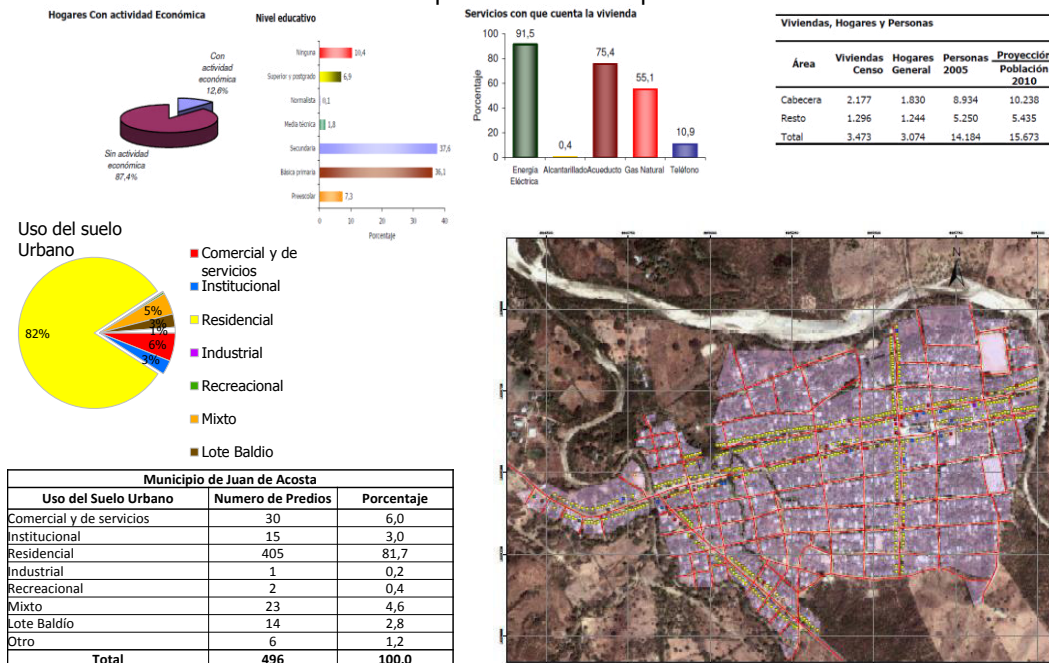 Hogares Con actividad Económica
Con
actividad
económica
12,6%
Sin actividad
económica
87,4%
Nivel educativo
Ninguna
10,4
Superior y postgrado
6,9
Normalista
0,1
Media técnica
1,8
Secundaria
37,6
Básica primaria
36,1
Preescolar
7,3
0 10 20 30 40
Porcentaje
Servicios con que cuenta la vivienda
Porcentaje
100
80
60
40
20
0
91,5
0,4
75,4
55,1
10,9
Energía
Eléctrica
Alcantarillado
Acueducto
Gas Natural
Teléfono
Viviendas, Hogares y Personas
Área Viviendas Censo Hogares General Personas 2005 Proyección Población 2010
Cabecera 2.177 1.830 8.934 10.238
Resto 1.296 1.244 5.250 5.435
Total 3.473 3.074 14.184 15.673
Uso del suelo
Urbano
82%
5%
3%
1%
6%
3%
Comercial y de
servicios
Institucional
Residencial
Industrial
Recreacional
Mixto
Lote Baldio
Municipio de Juan de Acosta
Uso del Suelo Urbano Numero de Predios Porcentaje
Comercial y de servicios 30 6,0
Institucional 15 3,0
Residencial 405 81,7
Industrial 1 0,2
Recreacional 2 0,4
Mixto 23 4,6
Lote Baldío 14 2,8
Otro 6 1,2
Total 496 100,0
N